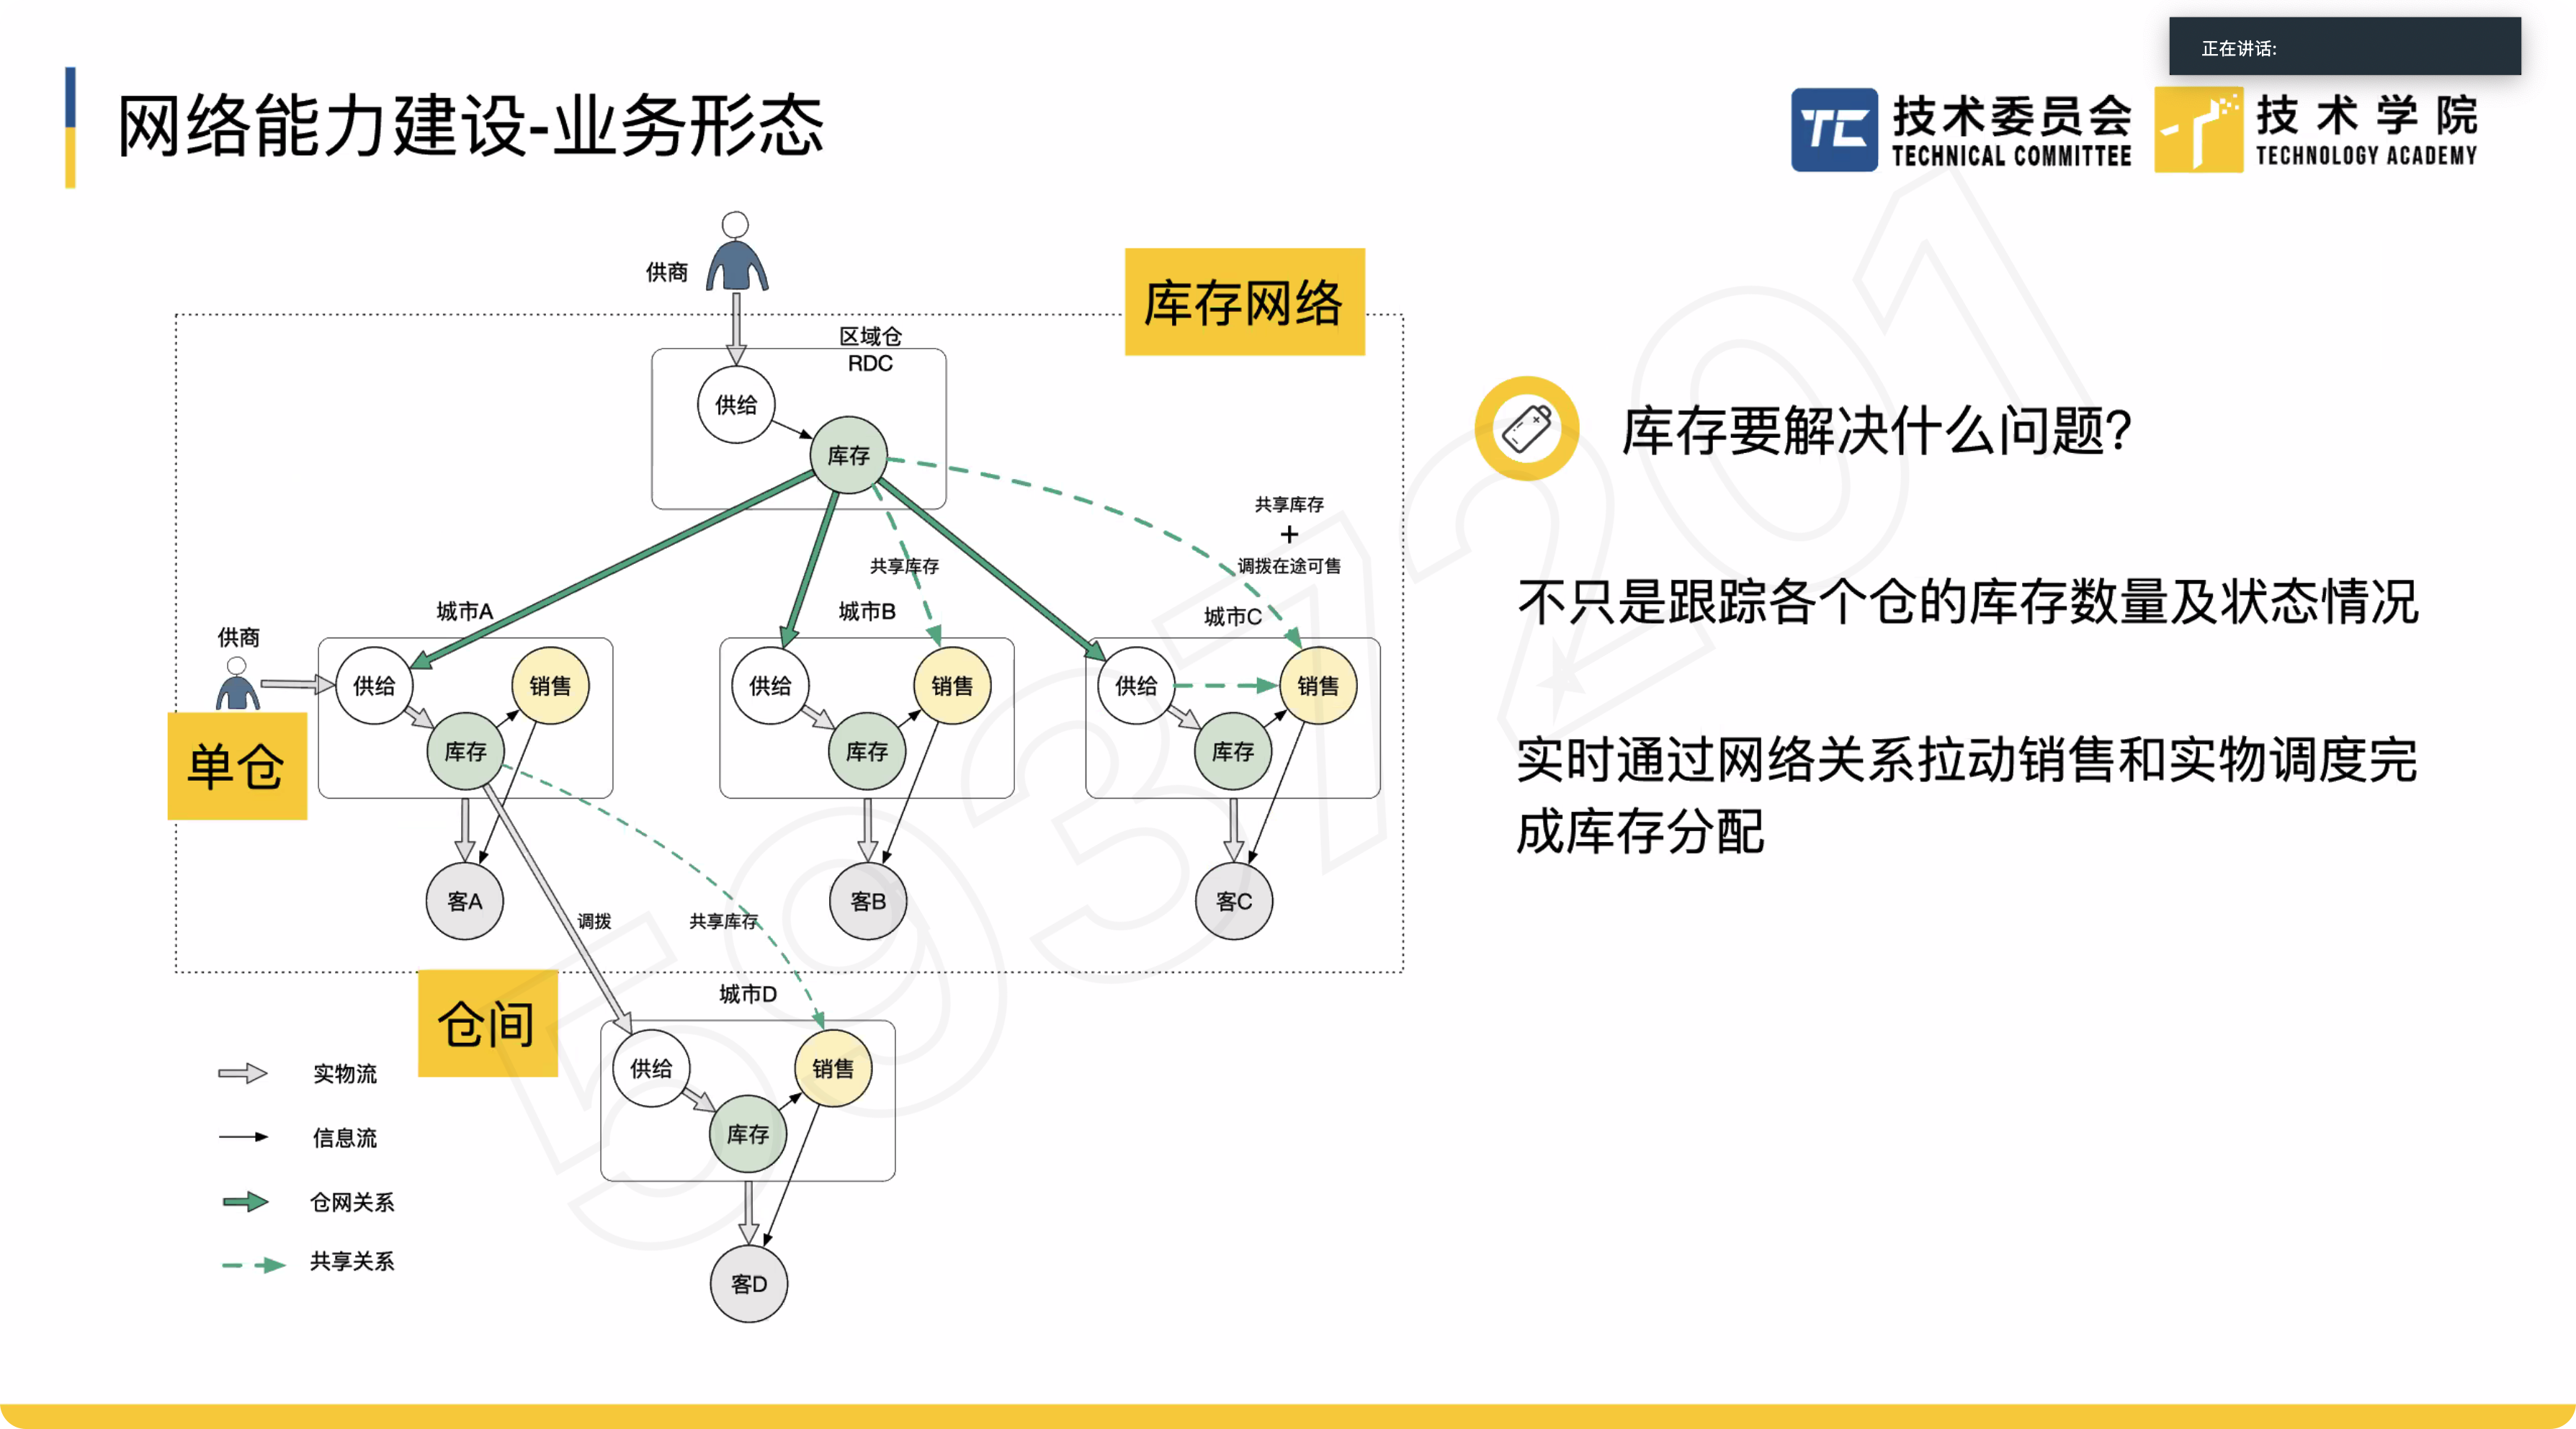 正在讲话:
网络能力建设-业务形态
技术委员会
TECHNICAL COMMITTEE
技术学院
TECHNOLOGY ACADEMY
供商
库存网络
区域仓
RDC
供给
库存
共享库存
+
调拨在途可售
共享库存
城市A
城市B
城市C
供商
供给
销售
库存
供给
销售
库存
供给
销售
库存
单仓
客A
客B
客C
调拨
共享库存
仓间
城市D
供给
销售
库存
客D
实物流
信息流
仓网关系
共享关系
库存要解决什么问题?
不只是跟踪各个仓的库存数量及状态情况
实时通过网络关系拉动销售和实物调度完
成库存分配
5937201